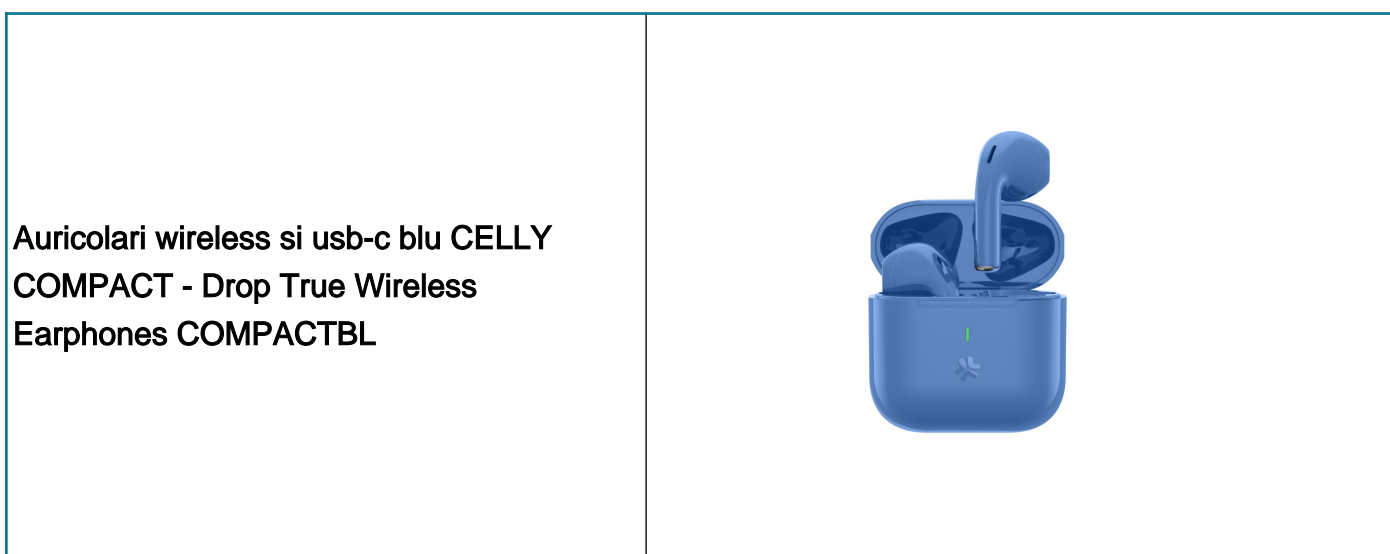 Auricolari wireless si usb-c blu CELLY
COMPACT - Drop True Wireless
Earphones COMPACTBL